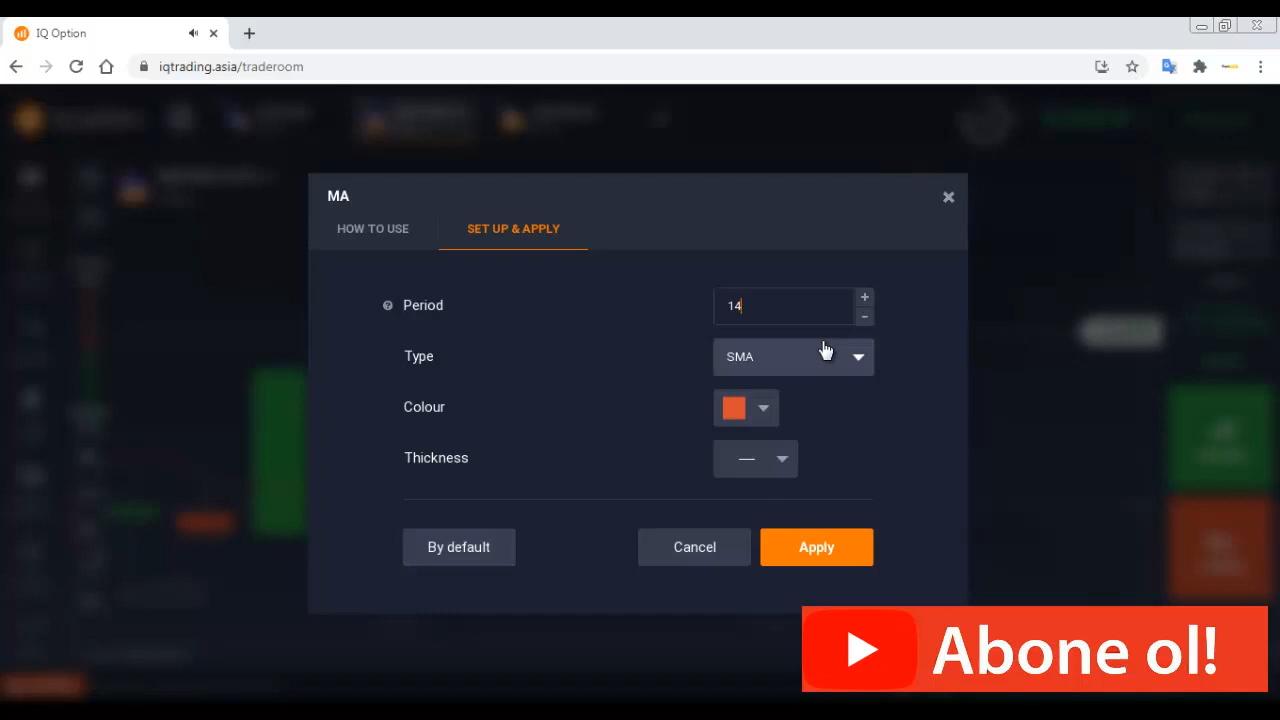 IQ Option
iqtrading.asia/traderoom
MA
HOW TO USE
SET UP & APPLY
Period
14
Type
SMA
Colour
Thickness
By default
Cancel
Apply
Abone ol!